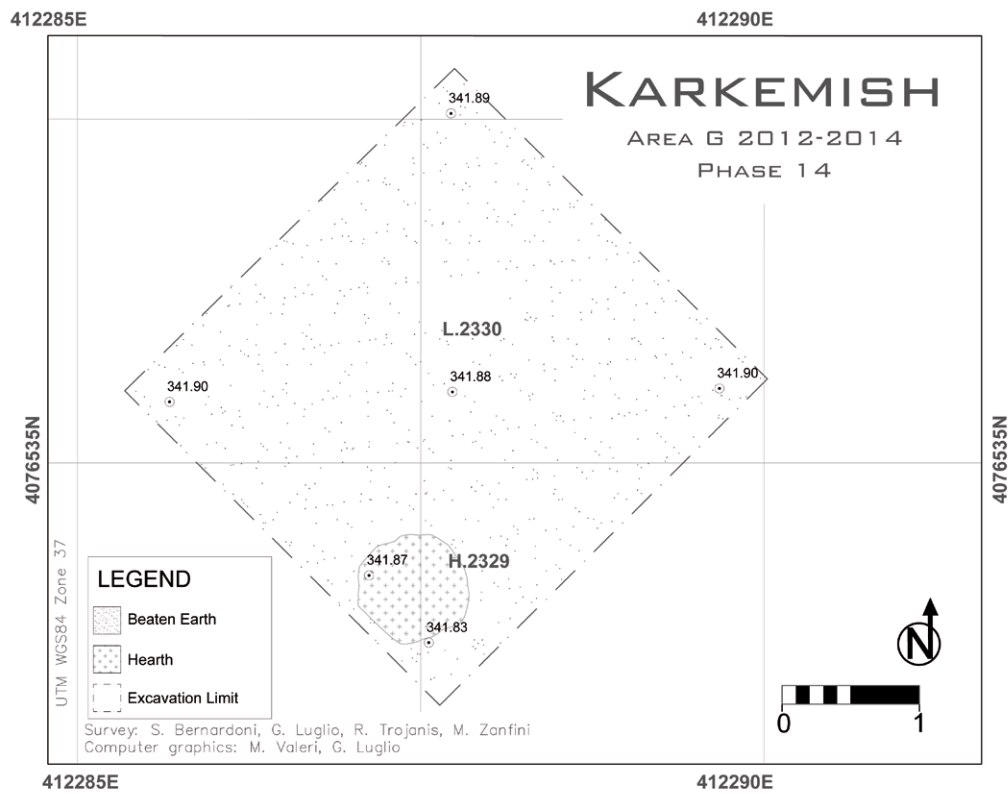 412285E
412290E
KARKEMISH
AREA G 2012-2014
PHASE 14
341.89
L.2330
341.90
341.88
341.90
4076535N
4076535N
341.87
H.2329
341.83
UTM WGS84 Zone 37
LEGEND
Beaten Earth
Hearth
Excavation Limit
N
0 1
Survey: S. Bernardoni, G. Luglio, R. Trojanis, M. Zanfini
Computer graphics: M. Valeri, G. Luglio
412285E
412290E